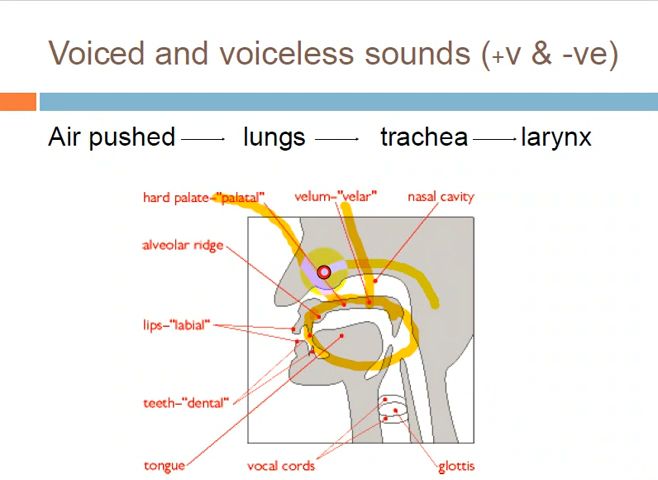 Voiced and voiceless sounds (+v & -ve)
Air pushed lungs trachea larynx
hard palate-"palatal" velum-"velar" nasal cavity
alveolar ridge
lips-"labial"
teeth-"dental"
tongue vocal cords glottis